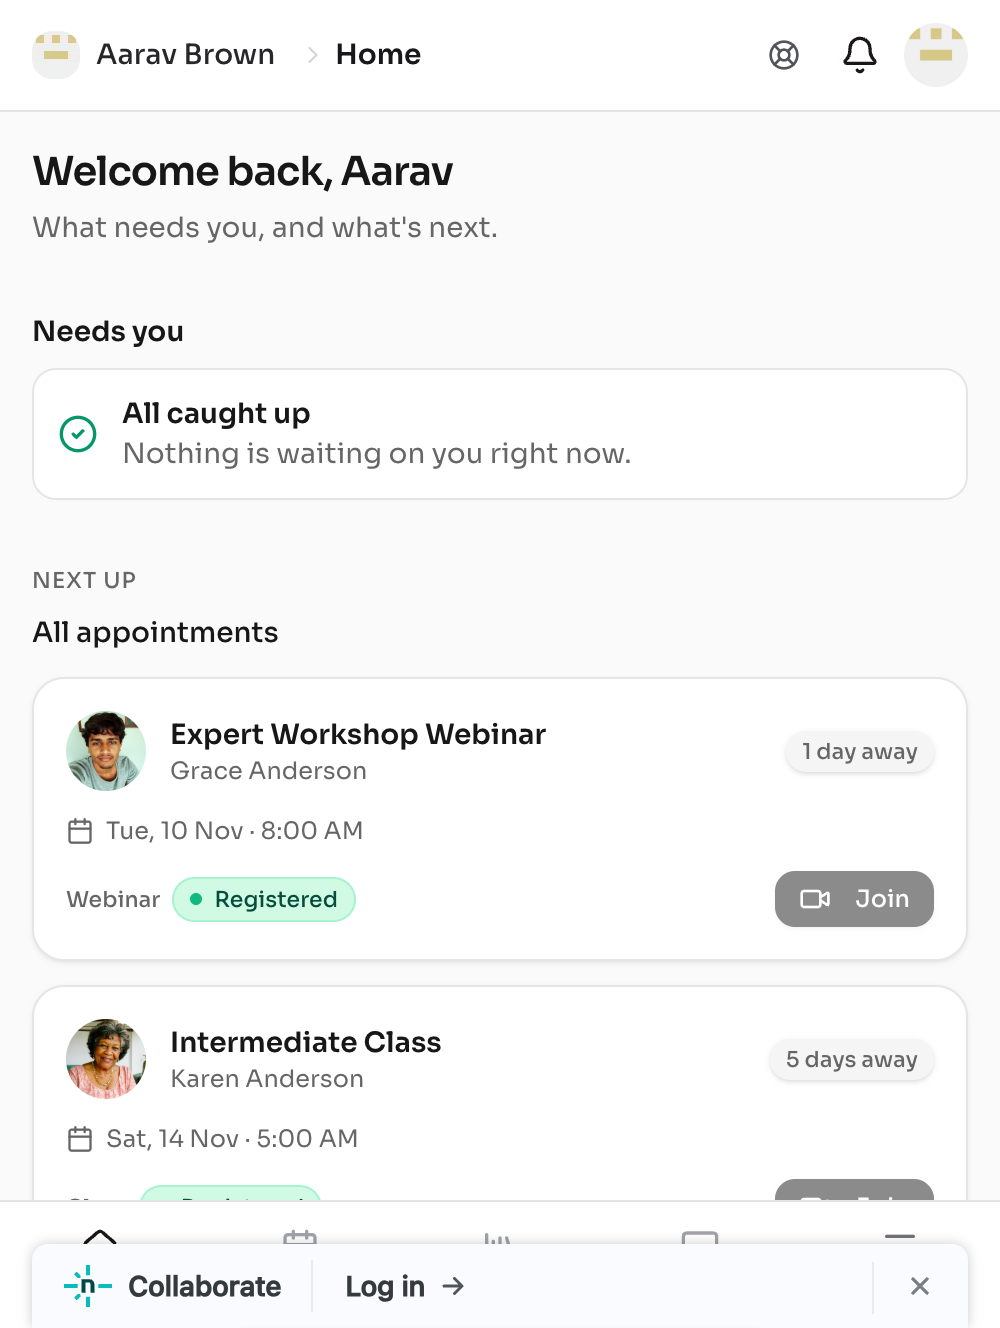 Aarav Brown
Home
Welcome back, Aarav
What needs you, and what's next.
Needs you
All caught up
Nothing is waiting on you right now.
NEXT UP
All appointments
Expert Workshop Webinar
Grace Anderson
1 day away
Tue, 10 Nov · 8:00 AM
Webinar
Registered
Join
Intermediate Class
Karen Anderson
5 days away
Sat, 14 Nov · 5:00 AM
n Collaborate
Log in →